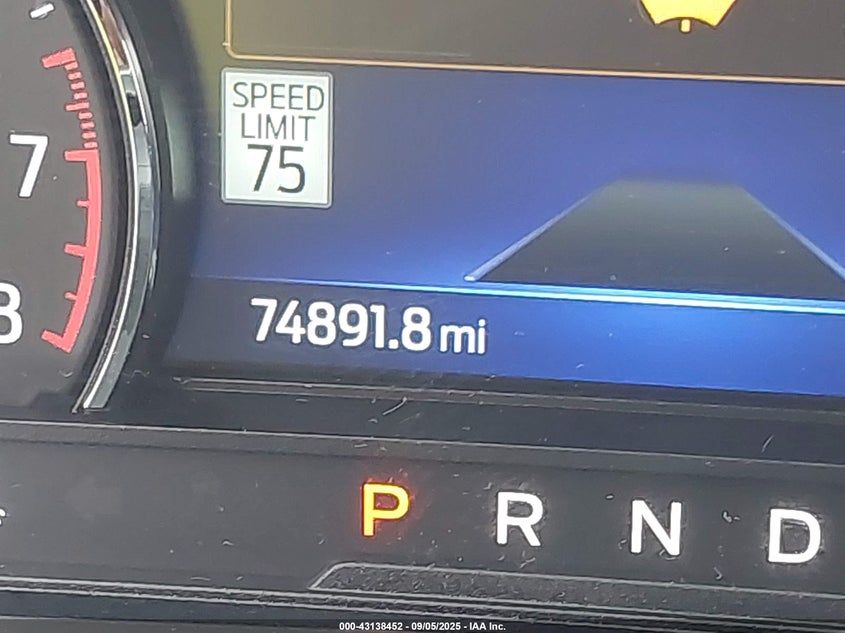 SPEED
LIMIT
75
7
8
74891.8 mi
P R N D
000-43138452 - 09/05/2025 - IAA Inc.